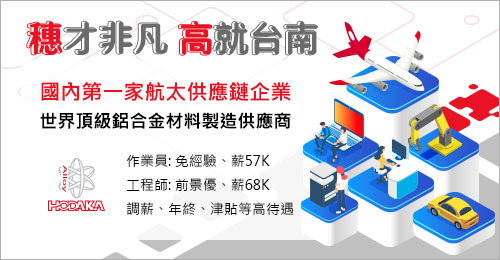 穗才非凡 高就台南
國內第一家航太供應鏈企業
世界頂級鋁合金材料製造供應商
作業員: 免經驗、薪57K
工程師: 前景優、薪68K
調薪、年終、津貼等高待遇
Alloy
HODAKA